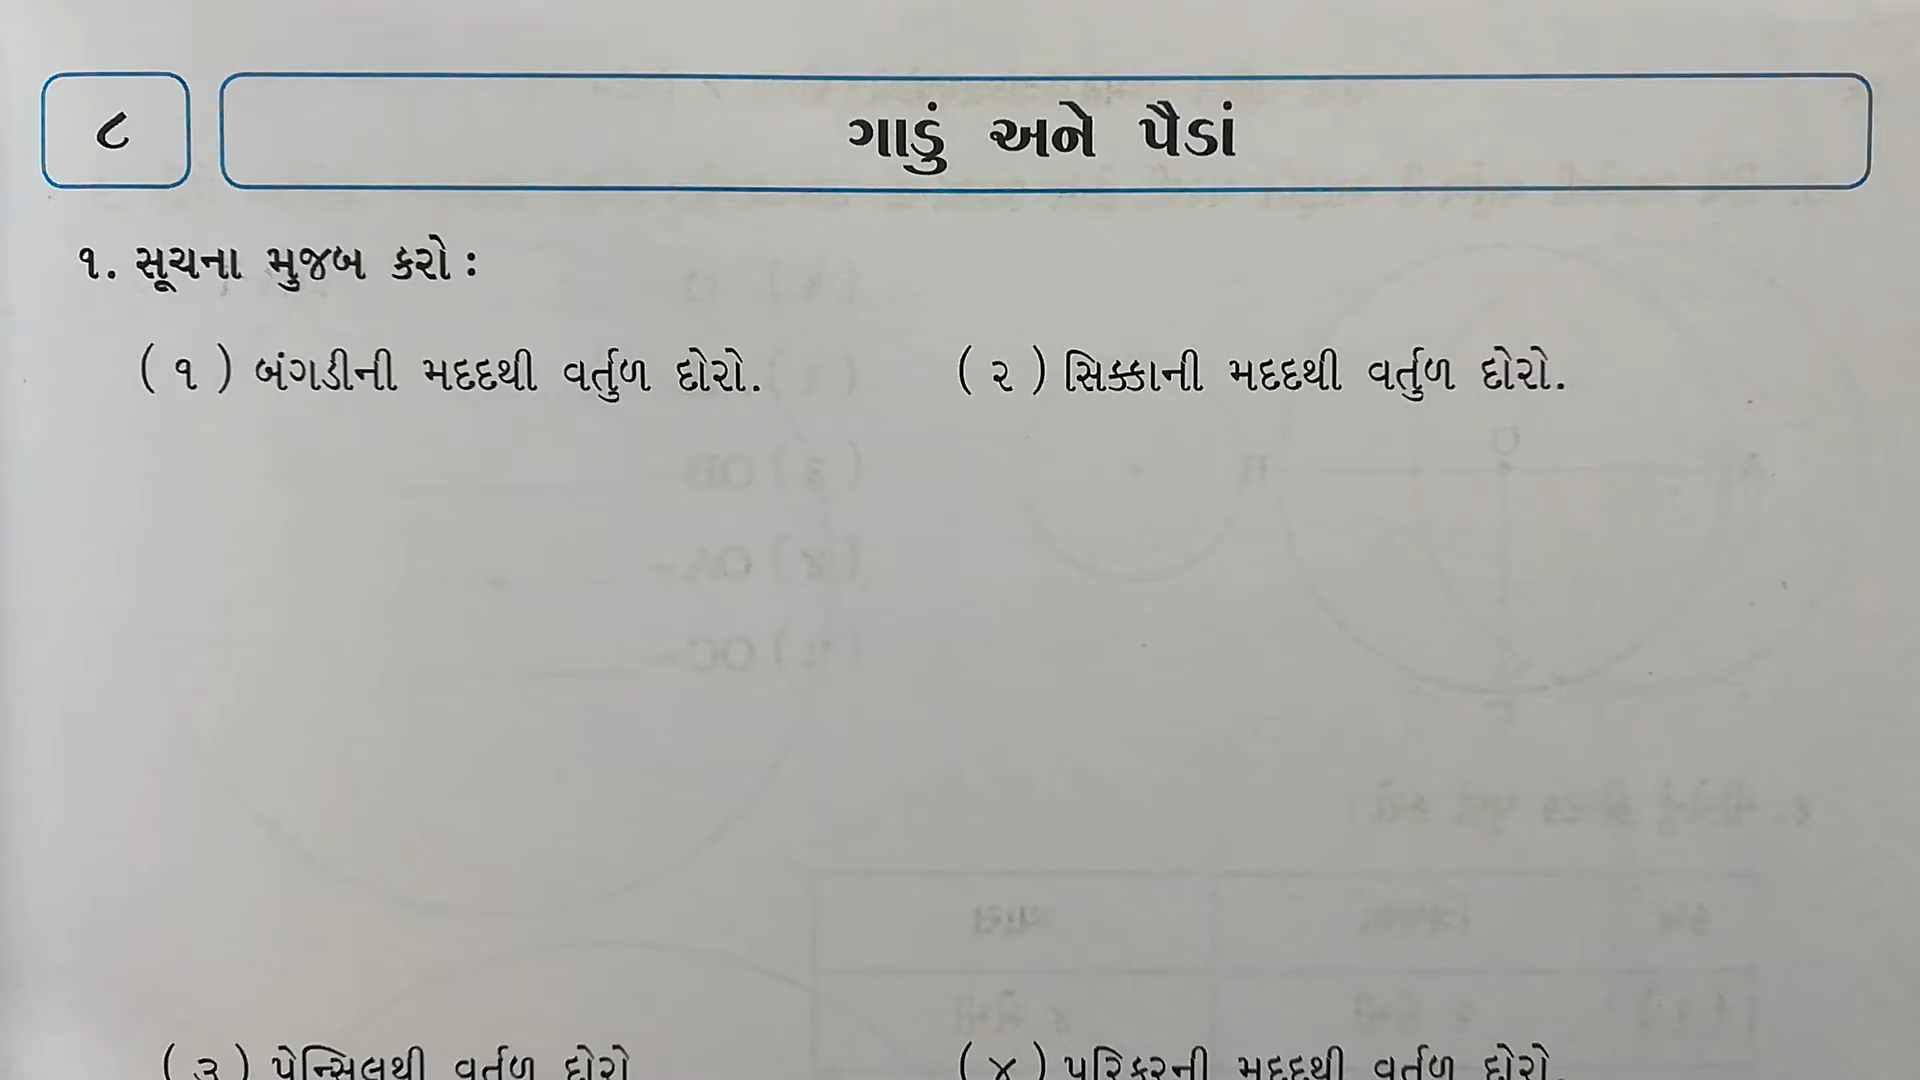 ૮
ગાડું અને પૈડાં
૧. સૂચના મુજબ કરો :
( ૧ ) બંગડીની મદદથી વર્તુળ દોરો.
( ૨ ) સિક્કાની મદદથી વર્તુળ દોરો.
( ૩ ) પેન્સિલથી વર્તુળ દોરો
( ૪ ) પરિકરની મદદથી વર્તુળ દોરો.